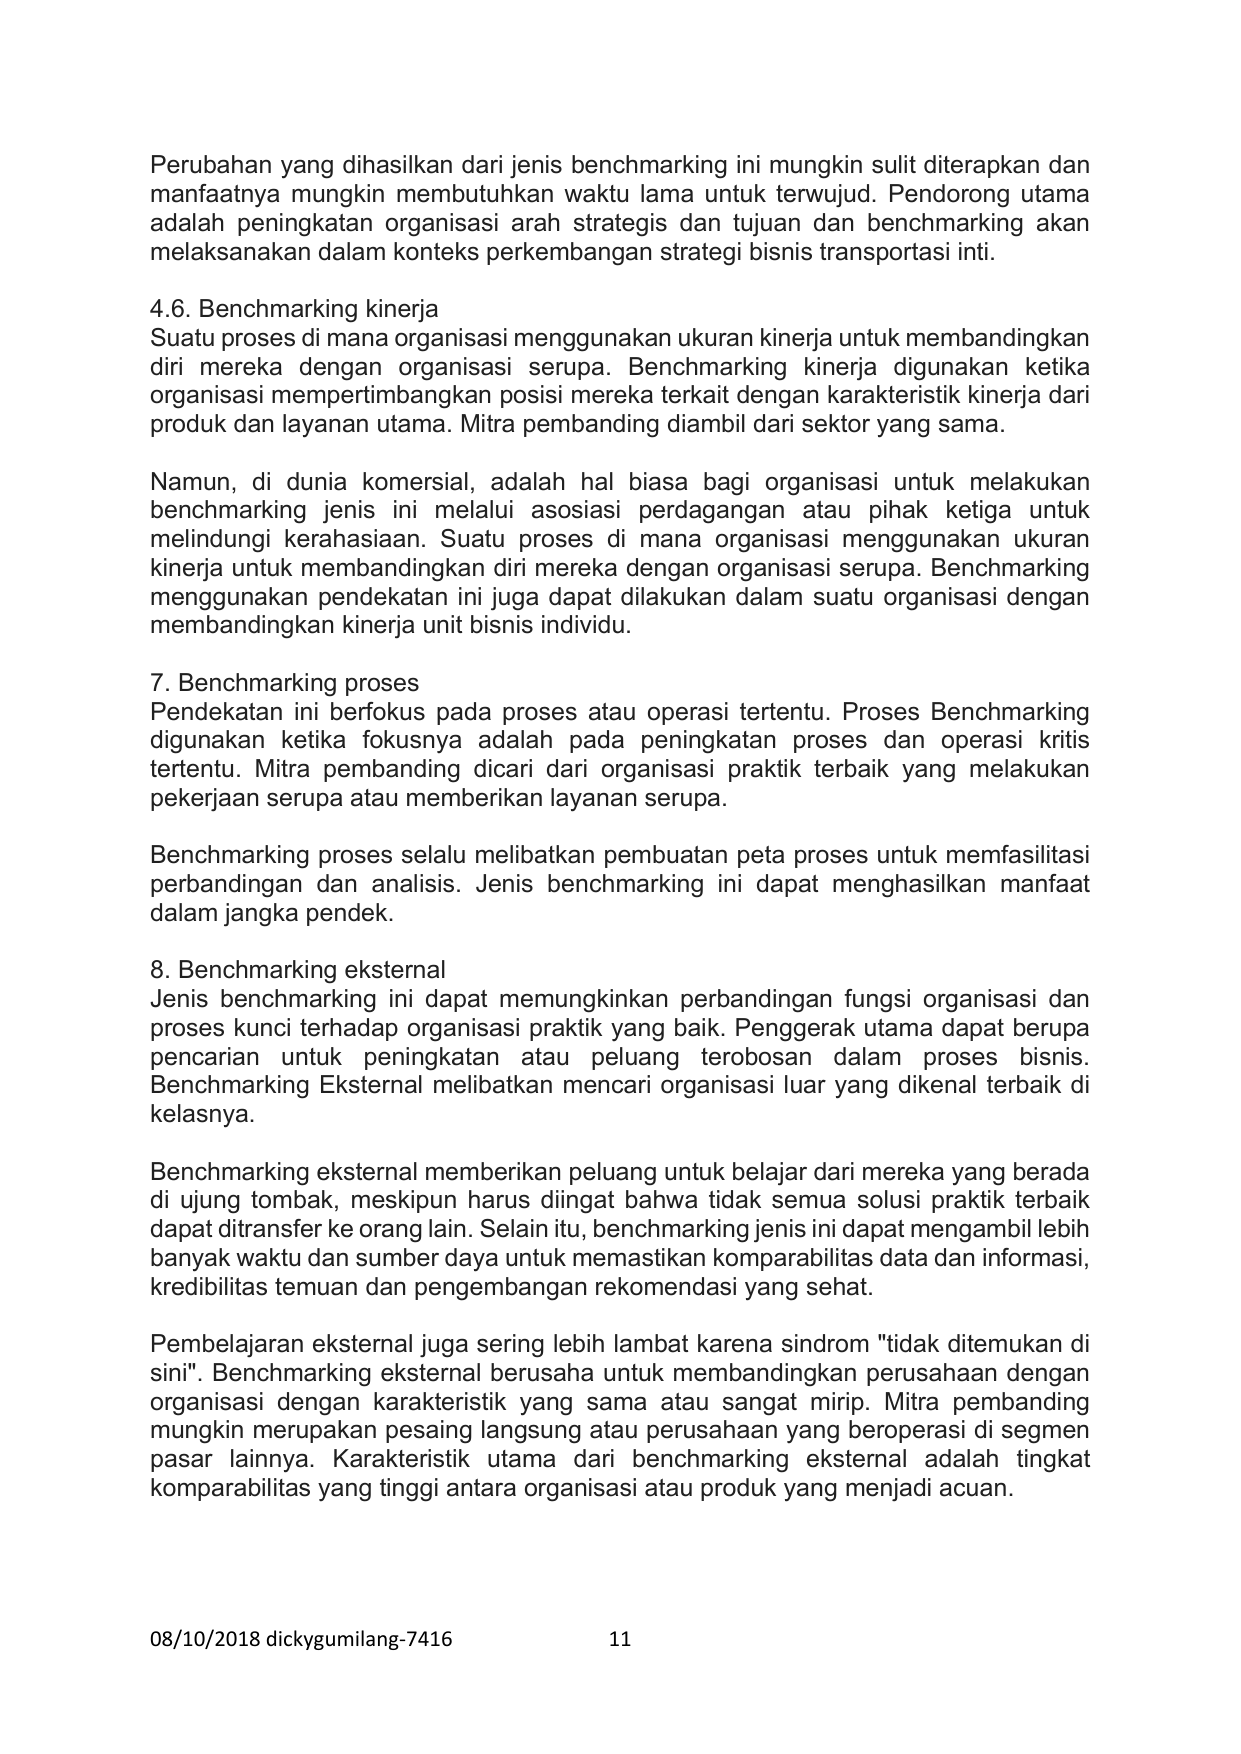 Perubahan yang dihasilkan dari jenis benchmarking ini mungkin sulit diterapkan dan
manfaatnya mungkin membutuhkan waktu lama untuk terwujud. Pendorong utama
adalah peningkatan organisasi arah strategis dan tujuan dan benchmarking akan
melaksanakan dalam konteks perkembangan strategi bisnis transportasi inti.
4.6. Benchmarking kinerja
Suatu proses di mana organisasi menggunakan ukuran kinerja untuk membandingkan
diri mereka dengan organisasi serupa. Benchmarking kinerja digunakan ketika
organisasi mempertimbangkan posisi mereka terkait dengan karakteristik kinerja dari
produk dan layanan utama. Mitra pembanding diambil dari sektor yang sama.
Namun, di dunia komersial, adalah hal biasa bagi organisasi untuk melakukan
benchmarking jenis ini melalui asosiasi perdagangan atau pihak ketiga untuk
melindungi kerahasiaan. Suatu proses di mana organisasi menggunakan ukuran
kinerja untuk membandingkan diri mereka dengan organisasi serupa. Benchmarking
menggunakan pendekatan ini juga dapat dilakukan dalam suatu organisasi dengan
membandingkan kinerja unit bisnis individu.
7. Benchmarking proses
Pendekatan ini berfokus pada proses atau operasi tertentu. Proses Benchmarking
digunakan ketika fokusnya adalah pada peningkatan proses dan operasi kritis
tertentu. Mitra pembanding dicari dari organisasi praktik terbaik yang melakukan
pekerjaan serupa atau memberikan layanan serupa.
Benchmarking proses selalu melibatkan pembuatan peta proses untuk memfasilitasi
perbandingan dan analisis. Jenis benchmarking ini dapat menghasilkan manfaat
dalam jangka pendek.
8. Benchmarking eksternal
Jenis benchmarking ini dapat memungkinkan perbandingan fungsi organisasi dan
proses kunci terhadap organisasi praktik yang baik. Penggerak utama dapat berupa
pencarian untuk peningkatan atau peluang terobosan dalam proses bisnis.
Benchmarking Eksternal melibatkan mencari organisasi luar yang dikenal terbaik di
kelasnya.
Benchmarking eksternal memberikan peluang untuk belajar dari mereka yang berada
di ujung tombak, meskipun harus diingat bahwa tidak semua solusi praktik terbaik
dapat ditransfer ke orang lain. Selain itu, benchmarking jenis ini dapat mengambil lebih
banyak waktu dan sumber daya untuk memastikan komparabilitas data dan informasi,
kredibilitas temuan dan pengembangan rekomendasi yang sehat.
Pembelajaran eksternal juga sering lebih lambat karena sindrom "tidak ditemukan di
sini". Benchmarking eksternal berusaha untuk membandingkan perusahaan dengan
organisasi dengan karakteristik yang sama atau sangat mirip. Mitra pembanding
mungkin merupakan pesaing langsung atau perusahaan yang beroperasi di segmen
pasar lainnya. Karakteristik utama dari benchmarking eksternal adalah tingkat
komparabilitas yang tinggi antara organisasi atau produk yang menjadi acuan.
08/10/2018 dickygumilang-7416 11